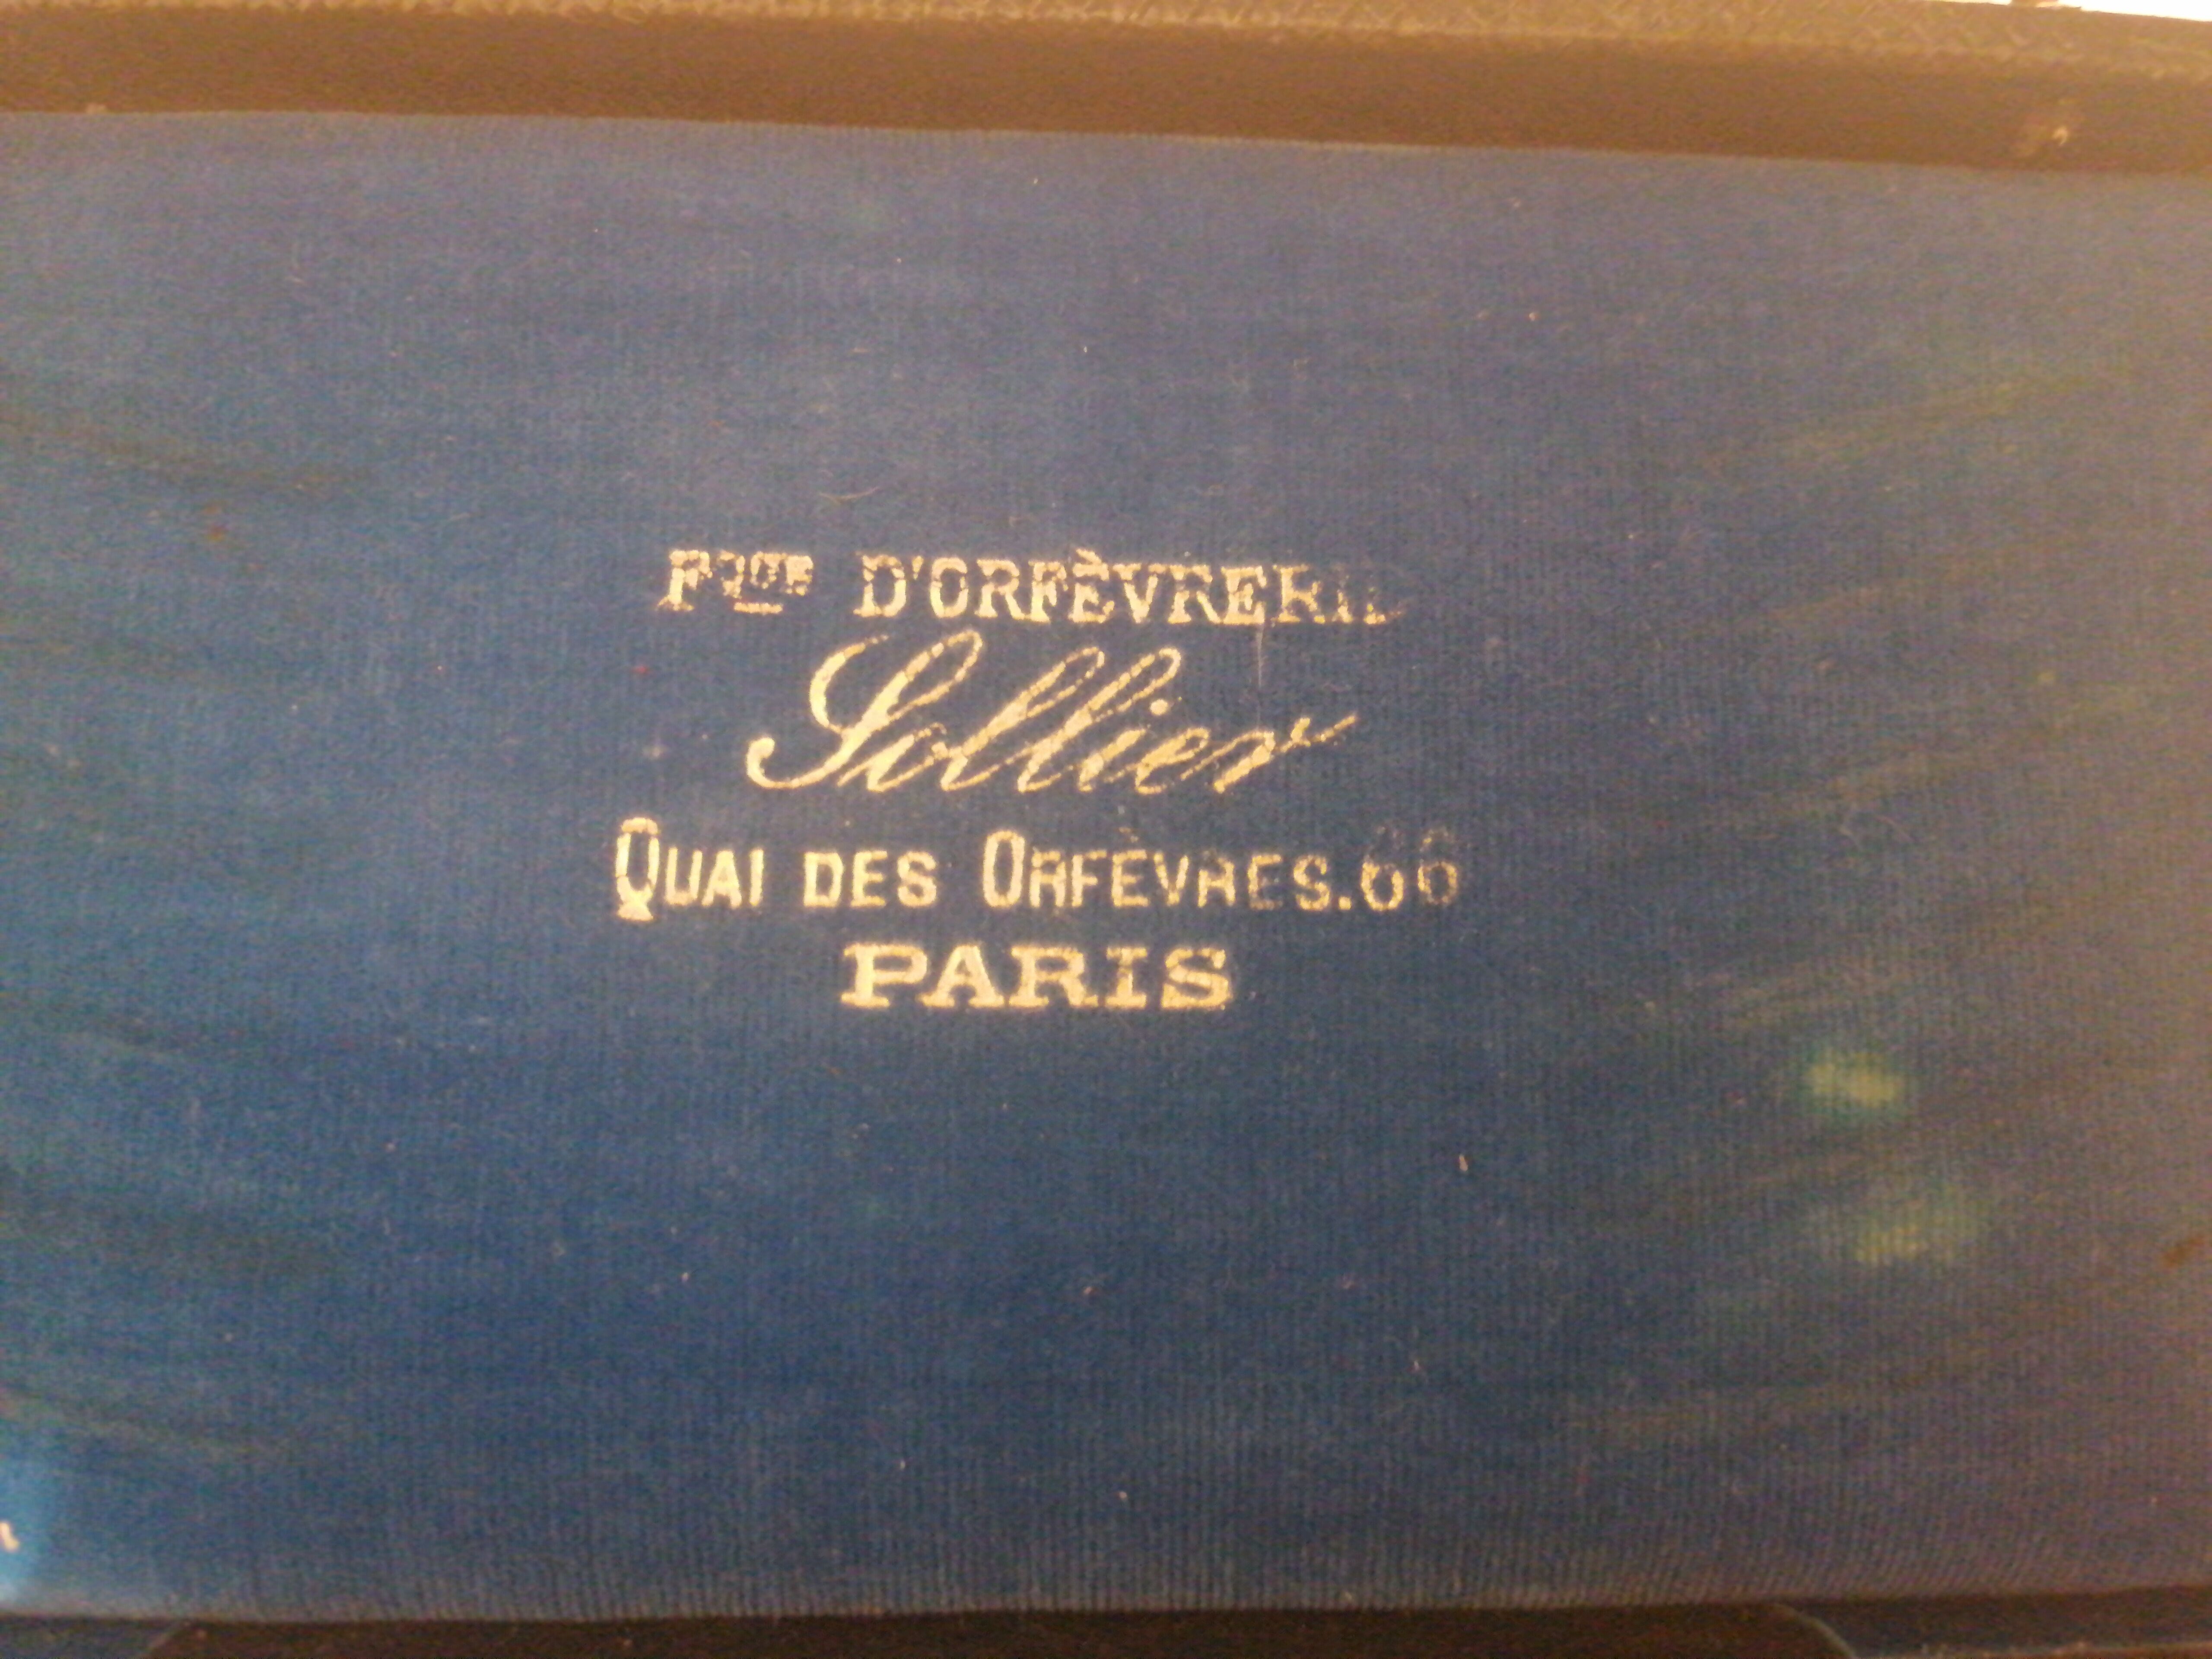 Fque D'ORFÈVRERIE
Sollier
QUAI DES ORFÈVRES.66
PARIS